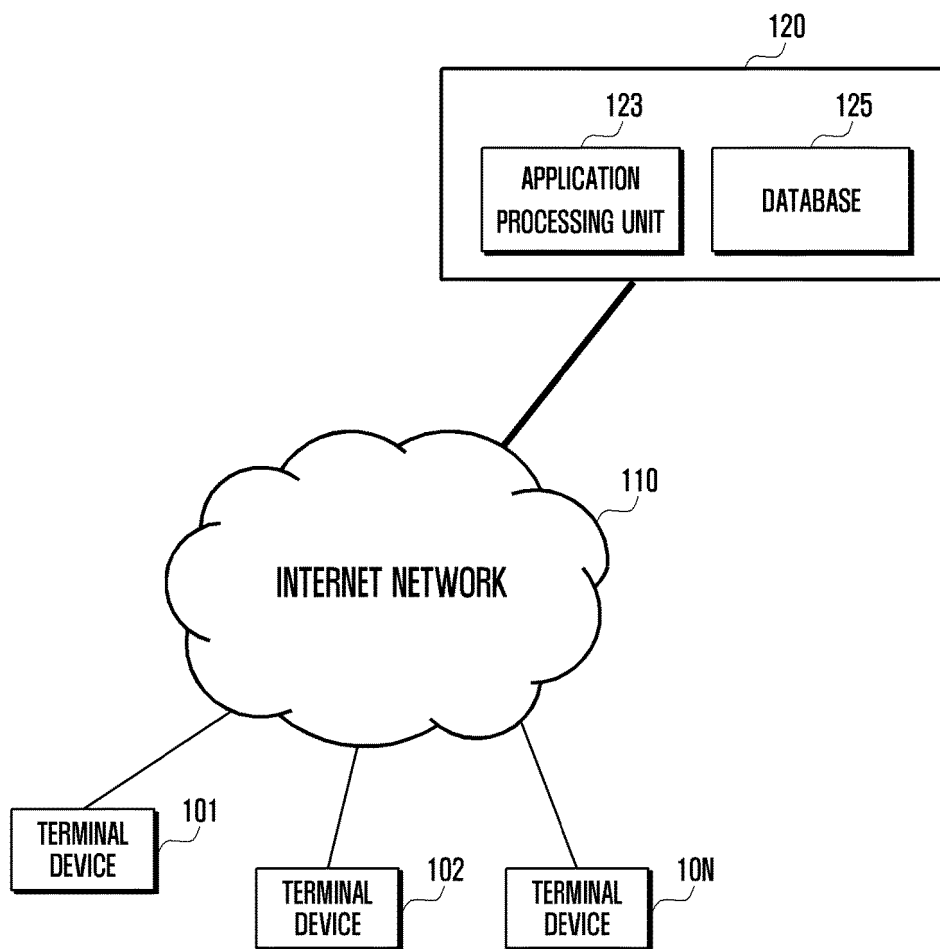 120
123
125
APPLICATION
PROCESSING UNIT
DATABASE
110
INTERNET NETWORK
101
TERMINAL
DEVICE
102
TERMINAL
DEVICE
10N
TERMINAL
DEVICE